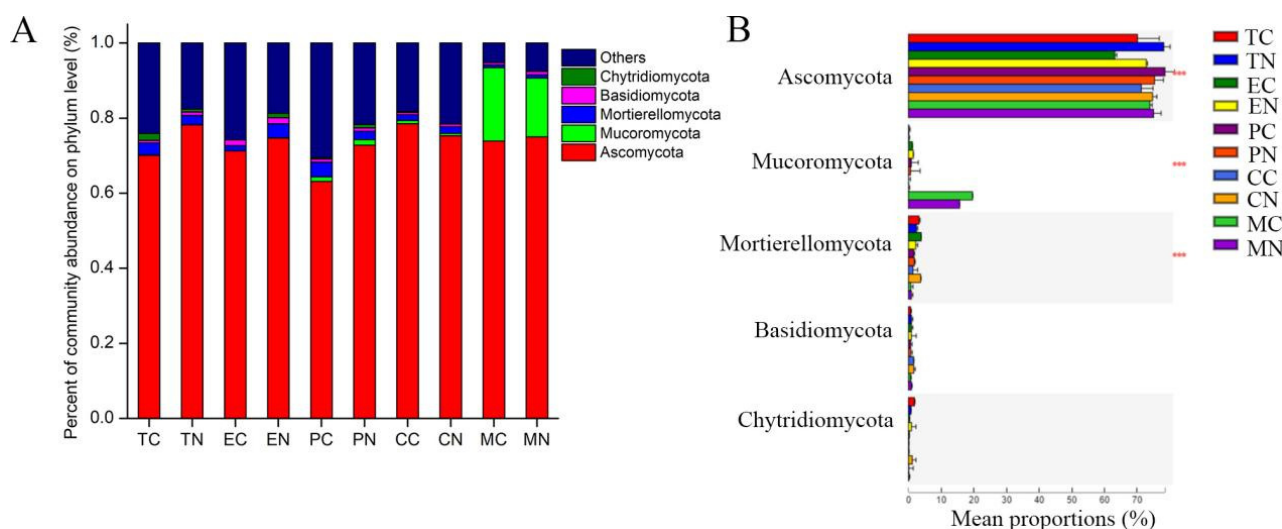 A
Percent of community abundance on phylum level (%)
1.0
0.8
0.6
0.4
0.2
0.0
TC TN EC EN PC PN CC CN MC MN
Others
Chytridiomycota
Basidiomycota
Mortierellomycota
Mucoromycota
Ascomycota
B
Ascomycota
***
Mucoromycota
***
Mortierellomycota
***
Basidiomycota
Chytridiomycota
0 10 20 30 40 50 60 70
Mean proportions (%)
TC
TN
EC
EN
PC
PN
CC
CN
MC
MN